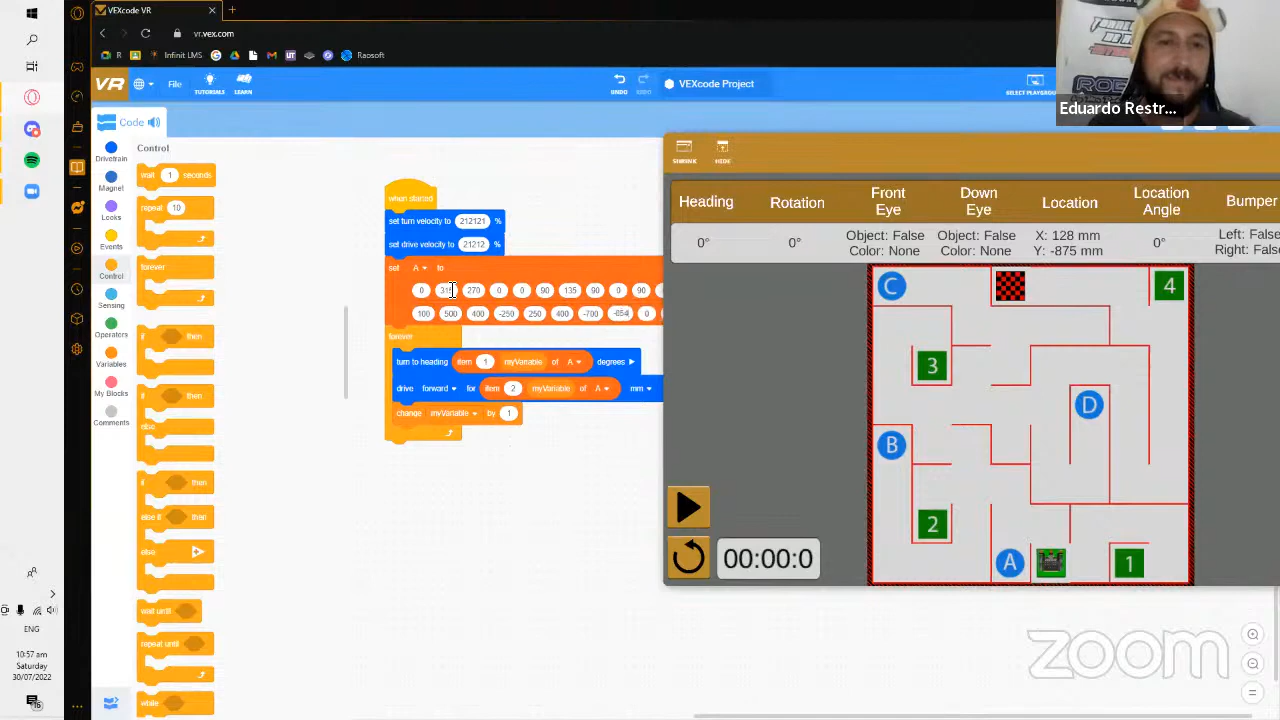 VEXcode VR
vr.vex.com
R
Infinit LMS
UT
Raosoft
VR
File
TUTORIALS
LEARN
UNDO
REDO
VEXcode Project
Eduardo Restr...
Code
Control
Drivetrain
Magnet
Looks
Events
Control
Sensing
Operators
Variables
My Blocks
Comments
wait 1 seconds
repeat 10
forever
if then
if then
else
if then
else if then
else
wait until
repeat until
while
when started
set turn velocity to 212121 %
set drive velocity to 21212 %
set A to
0 315 270 0 0 90 135 90 0 90
100 500 400 -250 250 400 -700 -854 0
forever
turn to heading item 1 myVariable of A degrees
drive forward for item 2 myVariable of A mm
change myVariable by 1
SHRINK
HIDE
Heading
Rotation
Front Eye
Down Eye
Location
Location Angle
Bumper
0°
0°
Object: False
Color: None
Object: False
Color: None
X: 128 mm
Y: -875 mm
0°
Left: False
Right: False
C
4
3
D
B
2
A
1
00:00:0
zoom
ENG
10:57 am
Saturday
30/07/2022